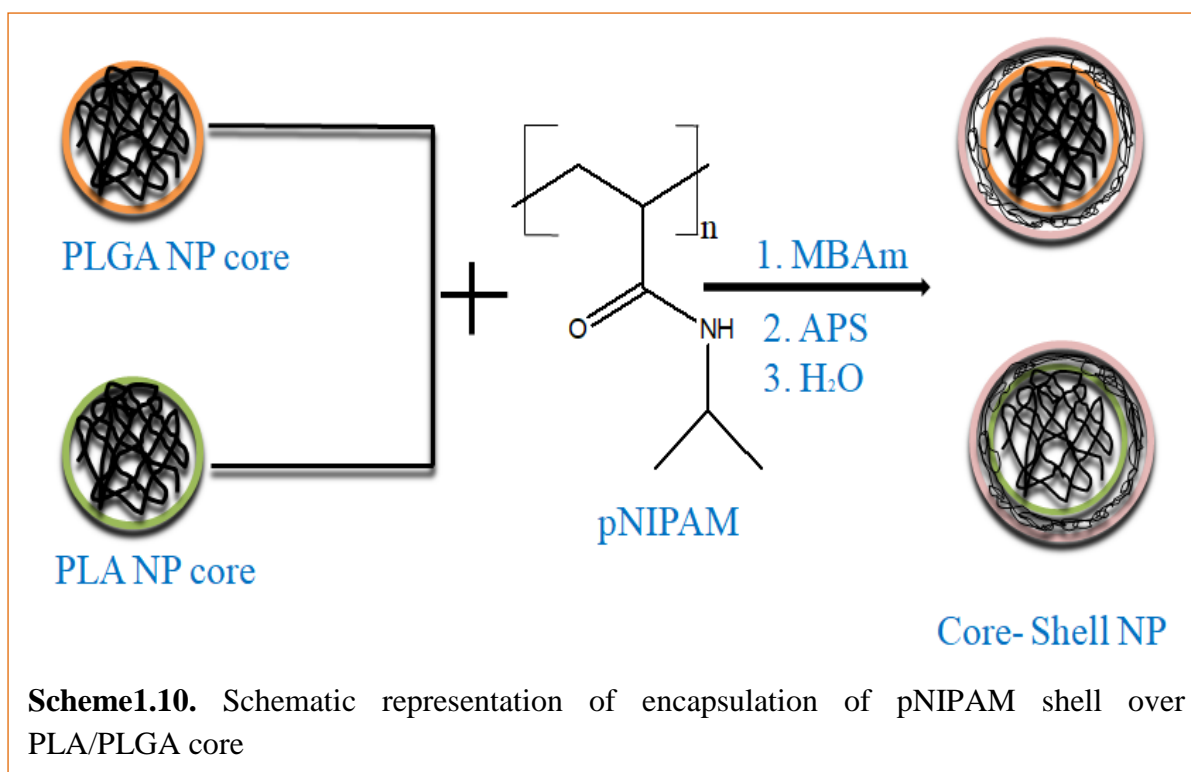 PLGA NP core
PLA NP core
+
n
O
NH
pNIPAM
1. MBAm
2. APS
3. H₂O
Core- Shell NP
Scheme1.10. Schematic representation of encapsulation of pNIPAM shell over
PLA/PLGA core